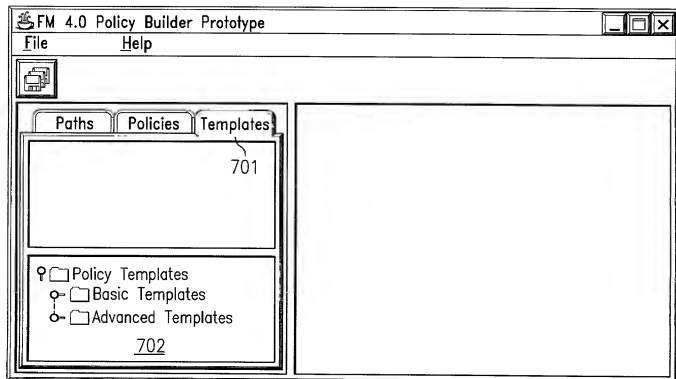 FM 4.0 Policy Builder Prototype
File Help
Paths Policies Templates
701
Policy Templates
Basic Templates
Advanced Templates
702